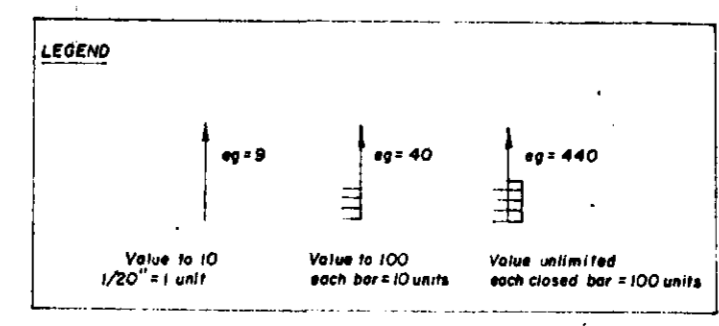 LEGEND
eg = 9
eg = 40
eg = 440
Value to 10
1/20" = 1 unit
Value to 100
each bar = 10 units
Value unlimited
each closed bar = 100 units